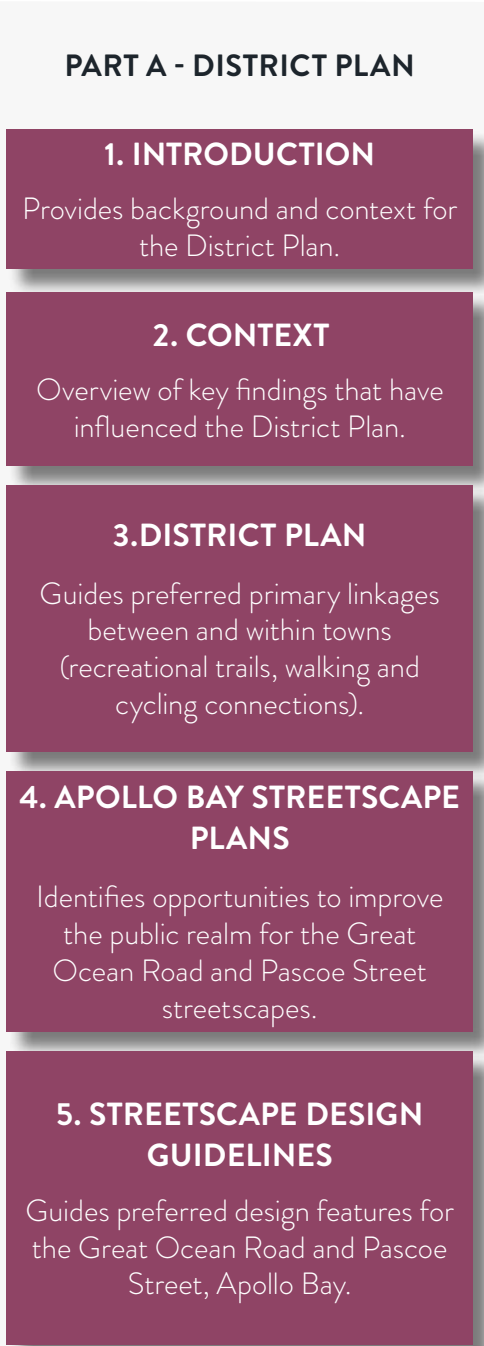 PART A - DISTRICT PLAN
1. INTRODUCTION
Provides background and context for
the District Plan.
2. CONTEXT
Overview of key findings that have
influenced the District Plan.
3.DISTRICT PLAN
Guides preferred primary linkages
between and within towns
(recreational trails, walking and
cycling connections).
4. APOLLO BAY STREETSCAPE
PLANS
Identifies opportunities to improve
the public realm for the Great
Ocean Road and Pascoe Street
streetscapes.
5. STREETSCAPE DESIGN
GUIDELINES
Guides preferred design features for
the Great Ocean Road and Pascoe
Street, Apollo Bay.